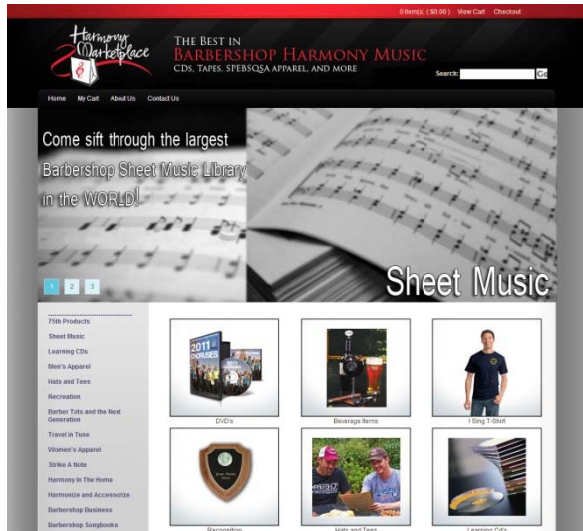 0 Item(s: ( $0.00 ) View Cart Checkout
Harmony
Marketplace
THE BEST IN
BARBERSHOP HARMONY MUSIC
CDS, TAPES, SPEBSQSA APPAREL, AND MORE
Search:
Go
Home My Cart About Us Contact Us
Come sift through the largest
Barbershop Sheet Music Library
in the WORLD!
Sheet Music
1 2 3
75th Products
Sheet Music
Learning CDs
Men's Apparel
Hats and Tees
Recreation
Barber Tots and the Next
Generation
Travel in Tune
Women's Apparel
Strike A Note
Harmony In The Home
Harmonize and Accessorize
Barbershop Business
Barbershop Songbooks
2011
CHORUSES
DVD's
Beverage Items
I Sing T-Shirt
Recognition
Hats and Tees
Learning Cd's